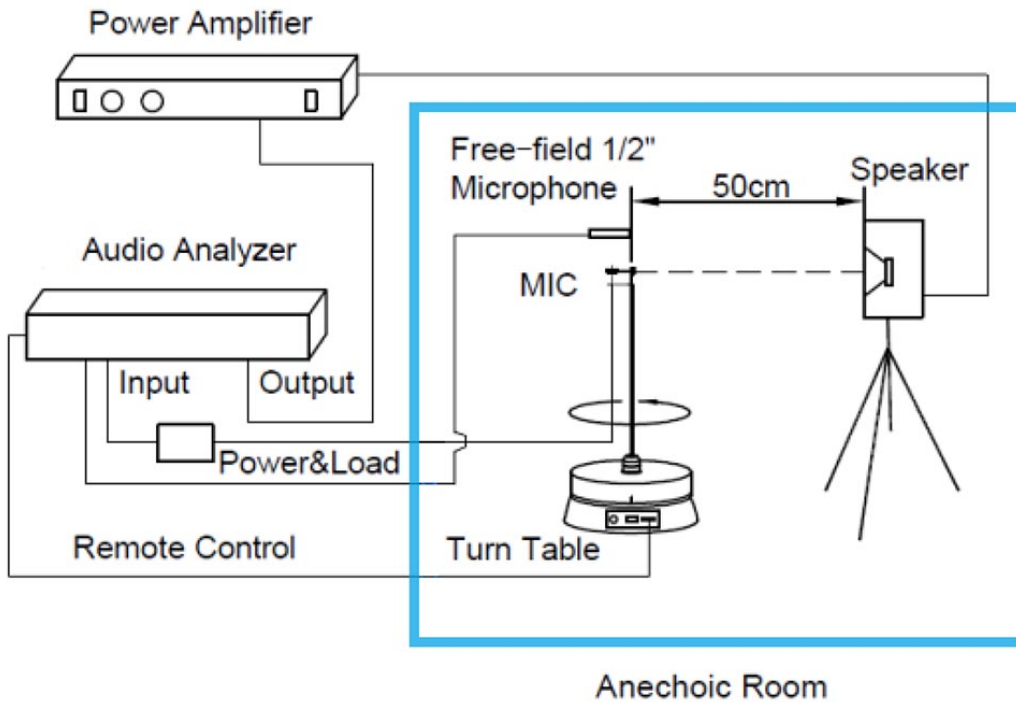 Power Amplifier
Free-field 1/2"
Microphone
50cm
Speaker
Audio Analyzer
MIC
Input
Output
Power&Load
Remote Control
Turn Table
Anechoic Room